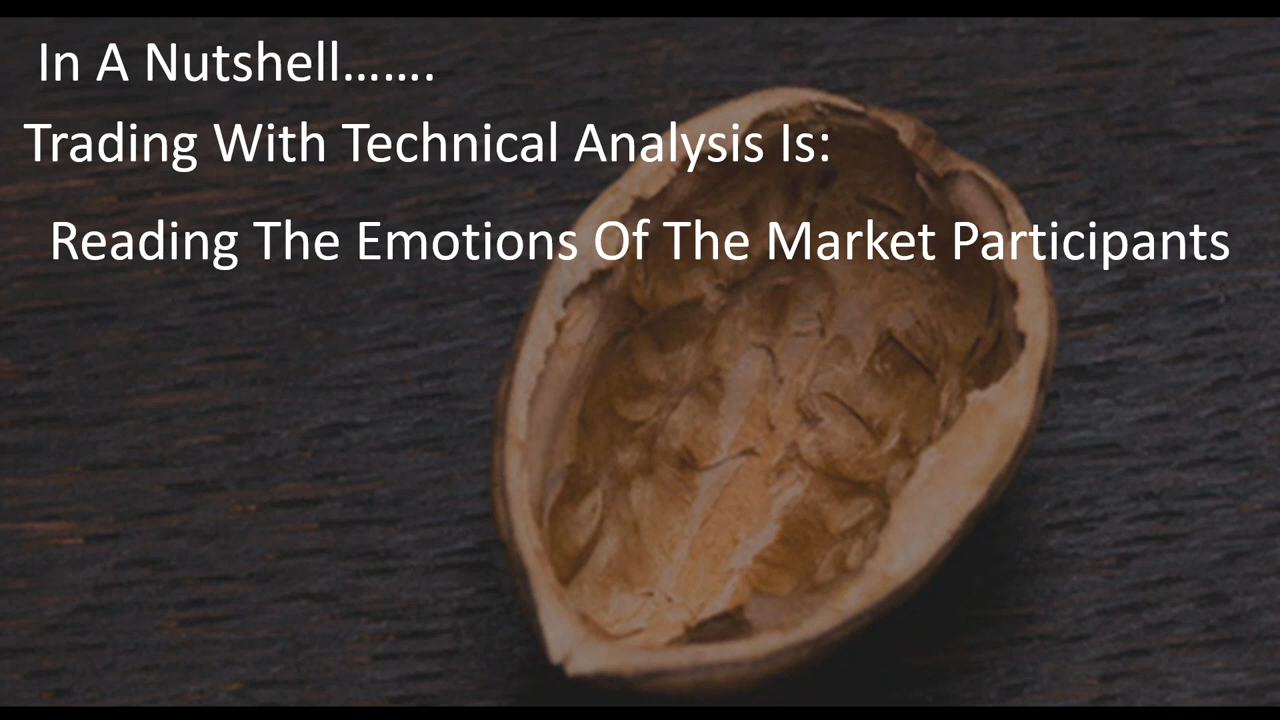 In A Nutshell.......
Trading With Technical Analysis Is:
Reading The Emotions Of The Market Participants